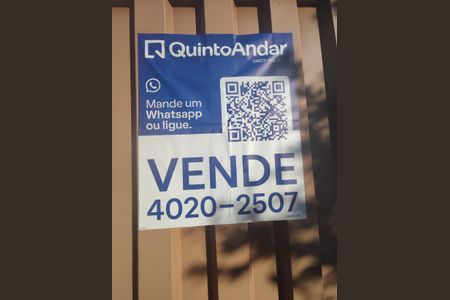 QuintoAndar
Mande um
Whatsapp
ou ligue.
VENDE
4020-2507